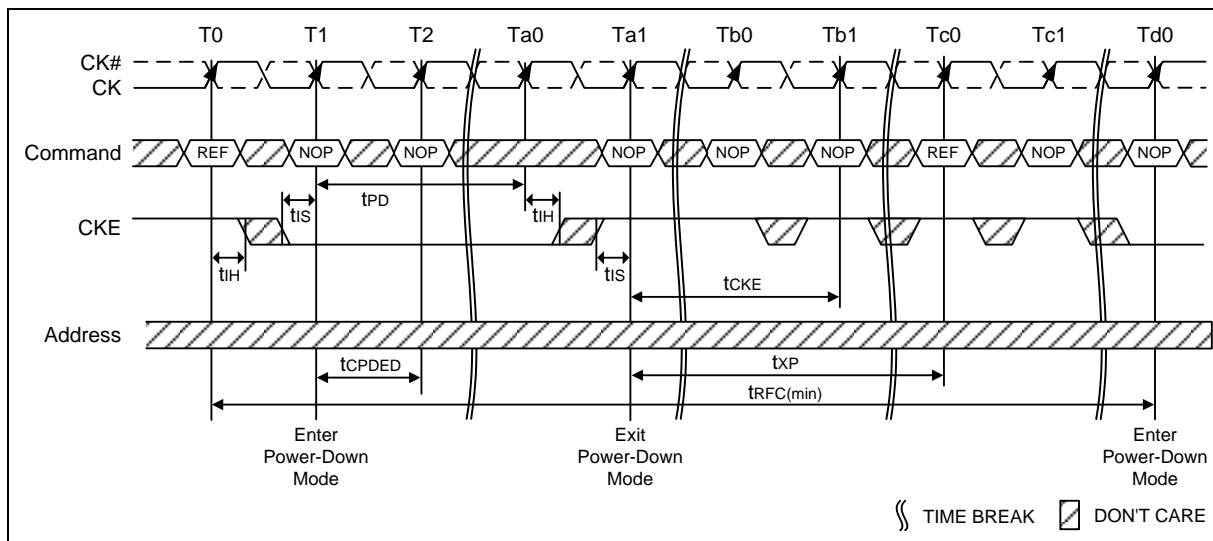 T0 T1 T2 Ta0 Ta1 Tb0 Tb1 Tc0 Tc1 Td0
CK#
CK
Command REF NOP NOP NOP NOP NOP REF NOP NOP
tIS tPD tIH
CKE
tIH tIS
tCKE
Address
tCPDED tXP
tRFC(min)
Enter Power-Down Mode
Exit Power-Down Mode
Enter Power-Down Mode
TIME BREAK DON'T CARE